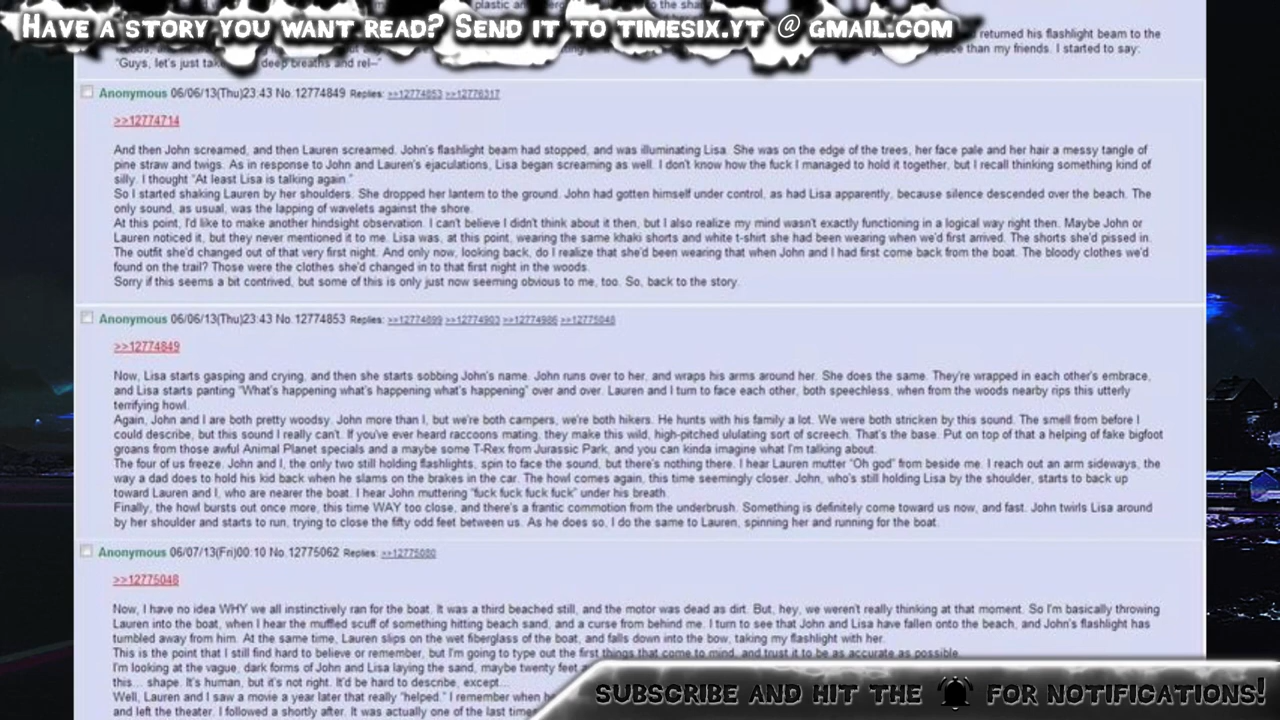 plastic an
Have a story you want read? Send it to timesix.yt @ gmail.com
returned his flashlight beam to the
than my friends. I started to say:
"Guys, let's just tak deep breaths and rel--"
Anonymous 06/06/13(Thu)23:43 No.12774849 Replies: >>12774853 >>12776317
>>12774714
And then John screamed, and then Lauren screamed. John's flashlight beam had stopped, and was illuminating Lisa. She was on the edge of the trees, her face pale and her hair a messy tangle of
pine straw and twigs. As in response to John and Lauren's ejaculations, Lisa began screaming as well. I don't know how the fuck I managed to hold it together, but I recall thinking something kind of
silly. I thought "At least Lisa is talking again."
So I started shaking Lauren by her shoulders. She dropped her lantern to the ground. John had gotten himself under control, as had Lisa apparently, because silence descended over the beach. The
only sound, as usual, was the lapping of wavelets against the shore.
At this point, I'd like to make another hindsight observation. I can't believe I didn't think about it then, but I also realize my mind wasn't exactly functioning in a logical way right then. Maybe John or
Lauren noticed it, but they never mentioned it to me. Lisa was, at this point, wearing the same khaki shorts and white t-shirt she had been wearing when we'd first arrived. The shorts she'd pissed in.
The outfit she'd changed out of that very first night. And only now, looking back, do I realize that she'd been wearing that when John and I had first come back from the boat. The bloody clothes we'd
found on the trail? Those were the clothes she'd changed in to that first night in the woods.
Sorry if this seems a bit contrived, but some of this is only just now seeming obvious to me, too. So, back to the story.
Anonymous 06/06/13(Thu)23:43 No.12774853 Replies: >>12774899 >>12774903 >>12774986 >>12775048
>>12774849
Now, Lisa starts gasping and crying, and then she starts sobbing John's name. John runs over to her, and wraps his arms around her. She does the same. They're wrapped in each other's embrace,
and Lisa starts panting "What's happening what's happening what's happening" over and over. Lauren and I turn to face each other, both speechless, when from the woods nearby rips this utterly
terrifying howl.
Again, John and I are both pretty woodsy. John more than I, but we're both campers, we're both hikers. He hunts with his family a lot. We were both stricken by this sound. The smell from before I
could describe, but this sound I really can't. If you've ever heard raccoons mating, they make this wild, high-pitched ululating sort of screech. That's the base. Put on top of that a helping of fake bigfoot
groans from those awful Animal Planet specials and a maybe some T-Rex from Jurassic Park, and you can kinda imagine what I'm talking about.
The four of us freeze. John and I, the only two still holding flashlights, spin to face the sound, but there's nothing there. I hear Lauren mutter "Oh god" from beside me. I reach out an arm sideways, the
way a dad does to hold his kid back when he slams on the brakes in the car. The howl comes again, this time seemingly closer. John, who's still holding Lisa by the shoulder, starts to back up
toward Lauren and I, who are nearer the boat. I hear John muttering "fuck fuck fuck fuck" under his breath.
Finally, the howl bursts out once more, this time WAY too close, and there's a frantic commotion from the underbrush. Something is definitely come toward us now, and fast. John twirls Lisa around
by her shoulder and starts to run, trying to close the fifty odd feet between us. As he does so, I do the same to Lauren, spinning her and running for the boat.
Anonymous 06/07/13(Fri)00:10 No.12775062 Replies: >>12775080
>>12775048
Now, I have no idea WHY we all instinctively ran for the boat. It was a third beached still, and the motor was dead as dirt. But, hey, we weren't really thinking at that moment. So I'm basically throwing
Lauren into the boat, when I hear the muffled scuff of something hitting beach sand, and a curse from behind me. I turn to see that John and Lisa have fallen onto the beach, and John's flashlight has
tumbled away from him. At the same time, Lauren slips on the wet fiberglass of the boat, and falls down into the bow, taking my flashlight with her.
This is the point that I still find hard to believe or remember, but I'm going to type out the first things that come to mind, and trust it to be as accurate as possible.
I'm looking at the vague, dark forms of John and Lisa laying the sand, maybe twenty feet a
this... shape. It's human, but it's not right. It'd be hard to describe, except...
Well, Lauren and I saw a movie a year later that really "helped." I remember when he
and left the theater. I followed a shortly after. It was actually one of the last time
Subscribe and hit the for notifications!